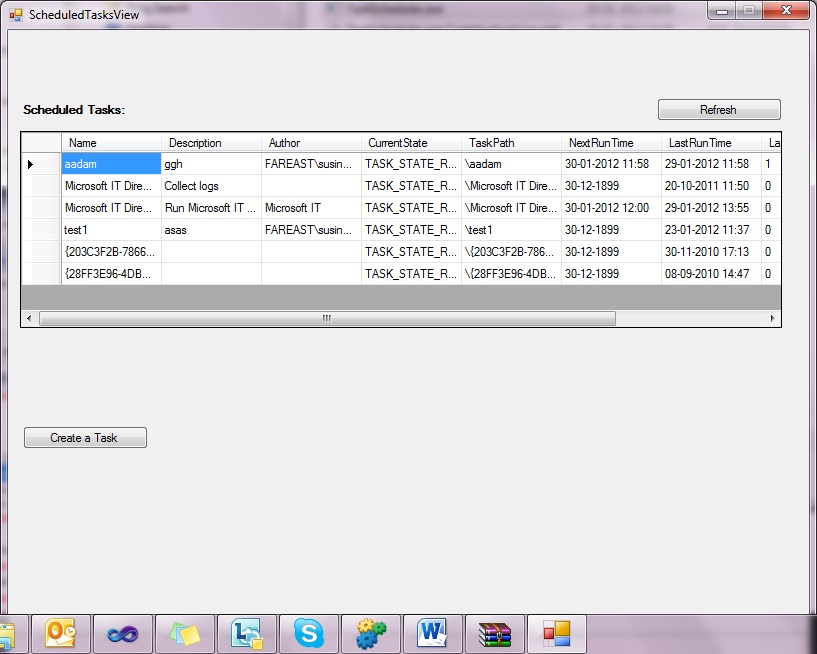 ScheduledTasksView
Scheduled Tasks:
Refresh
Name Description Author CurrentState TaskPath NextRunTime LastRunTime La
aadam ggh FAREAST\susin... TASK_STATE_R... \aadam 30-01-2012 11:58 29-01-2012 11:58 1
Microsoft IT Dire... Collect logs TASK_STATE_R... \Microsoft IT Dire... 30-12-1899 20-10-2011 11:50 0
Microsoft IT Dire... Run Microsoft IT ... Microsoft IT TASK_STATE_R... \Microsoft IT Dire... 30-01-2012 12:00 29-01-2012 13:55 0
test1 asas FAREAST\susin... TASK_STATE_R... \test1 30-12-1899 23-01-2012 11:37 0
{203C3F2B-7866... TASK_STATE_R... \{203C3F2B-786... 30-12-1899 30-11-2010 17:13 0
{28FF3E96-4DB... TASK_STATE_R... \{28FF3E96-4DB... 30-12-1899 08-09-2010 14:47 0
Create a Task